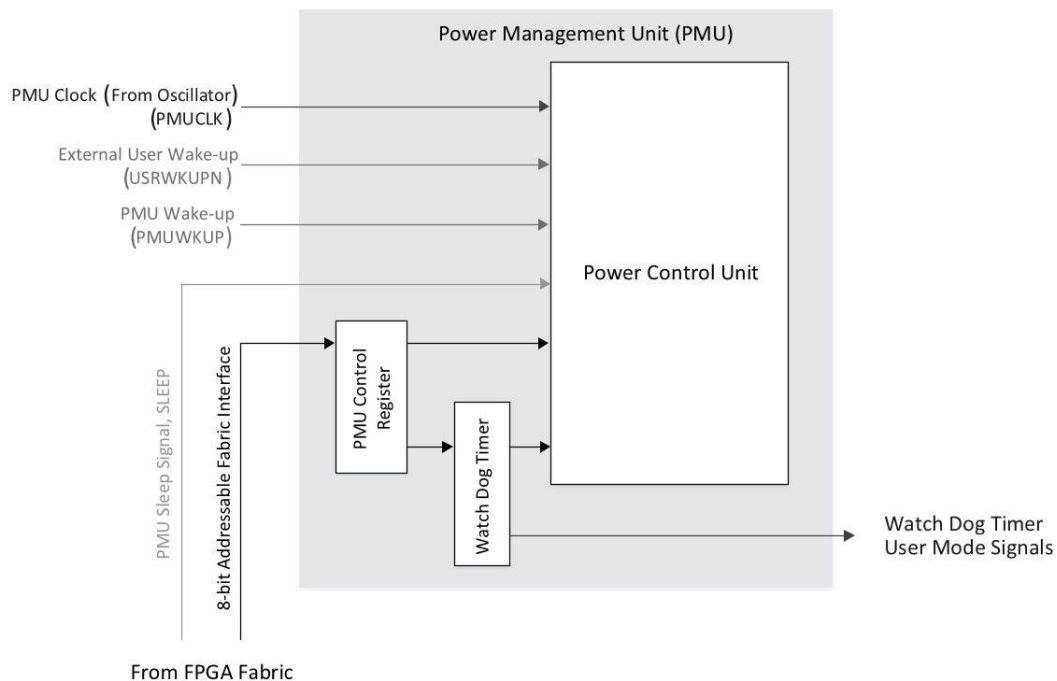 Power Management Unit (PMU)
PMU Clock (From Oscillator)
(PMUCLK)
External User Wake-up
(USRWKUPN)
PMU Wake-up
(PMUWKUP)
Power Control Unit
PMU Sleep Signal, SLEEP
8-bit Addressable Fabric Interface
PMU Control
Register
Watch Dog Timer
Watch Dog Timer
User Mode Signals
From FPGA Fabric